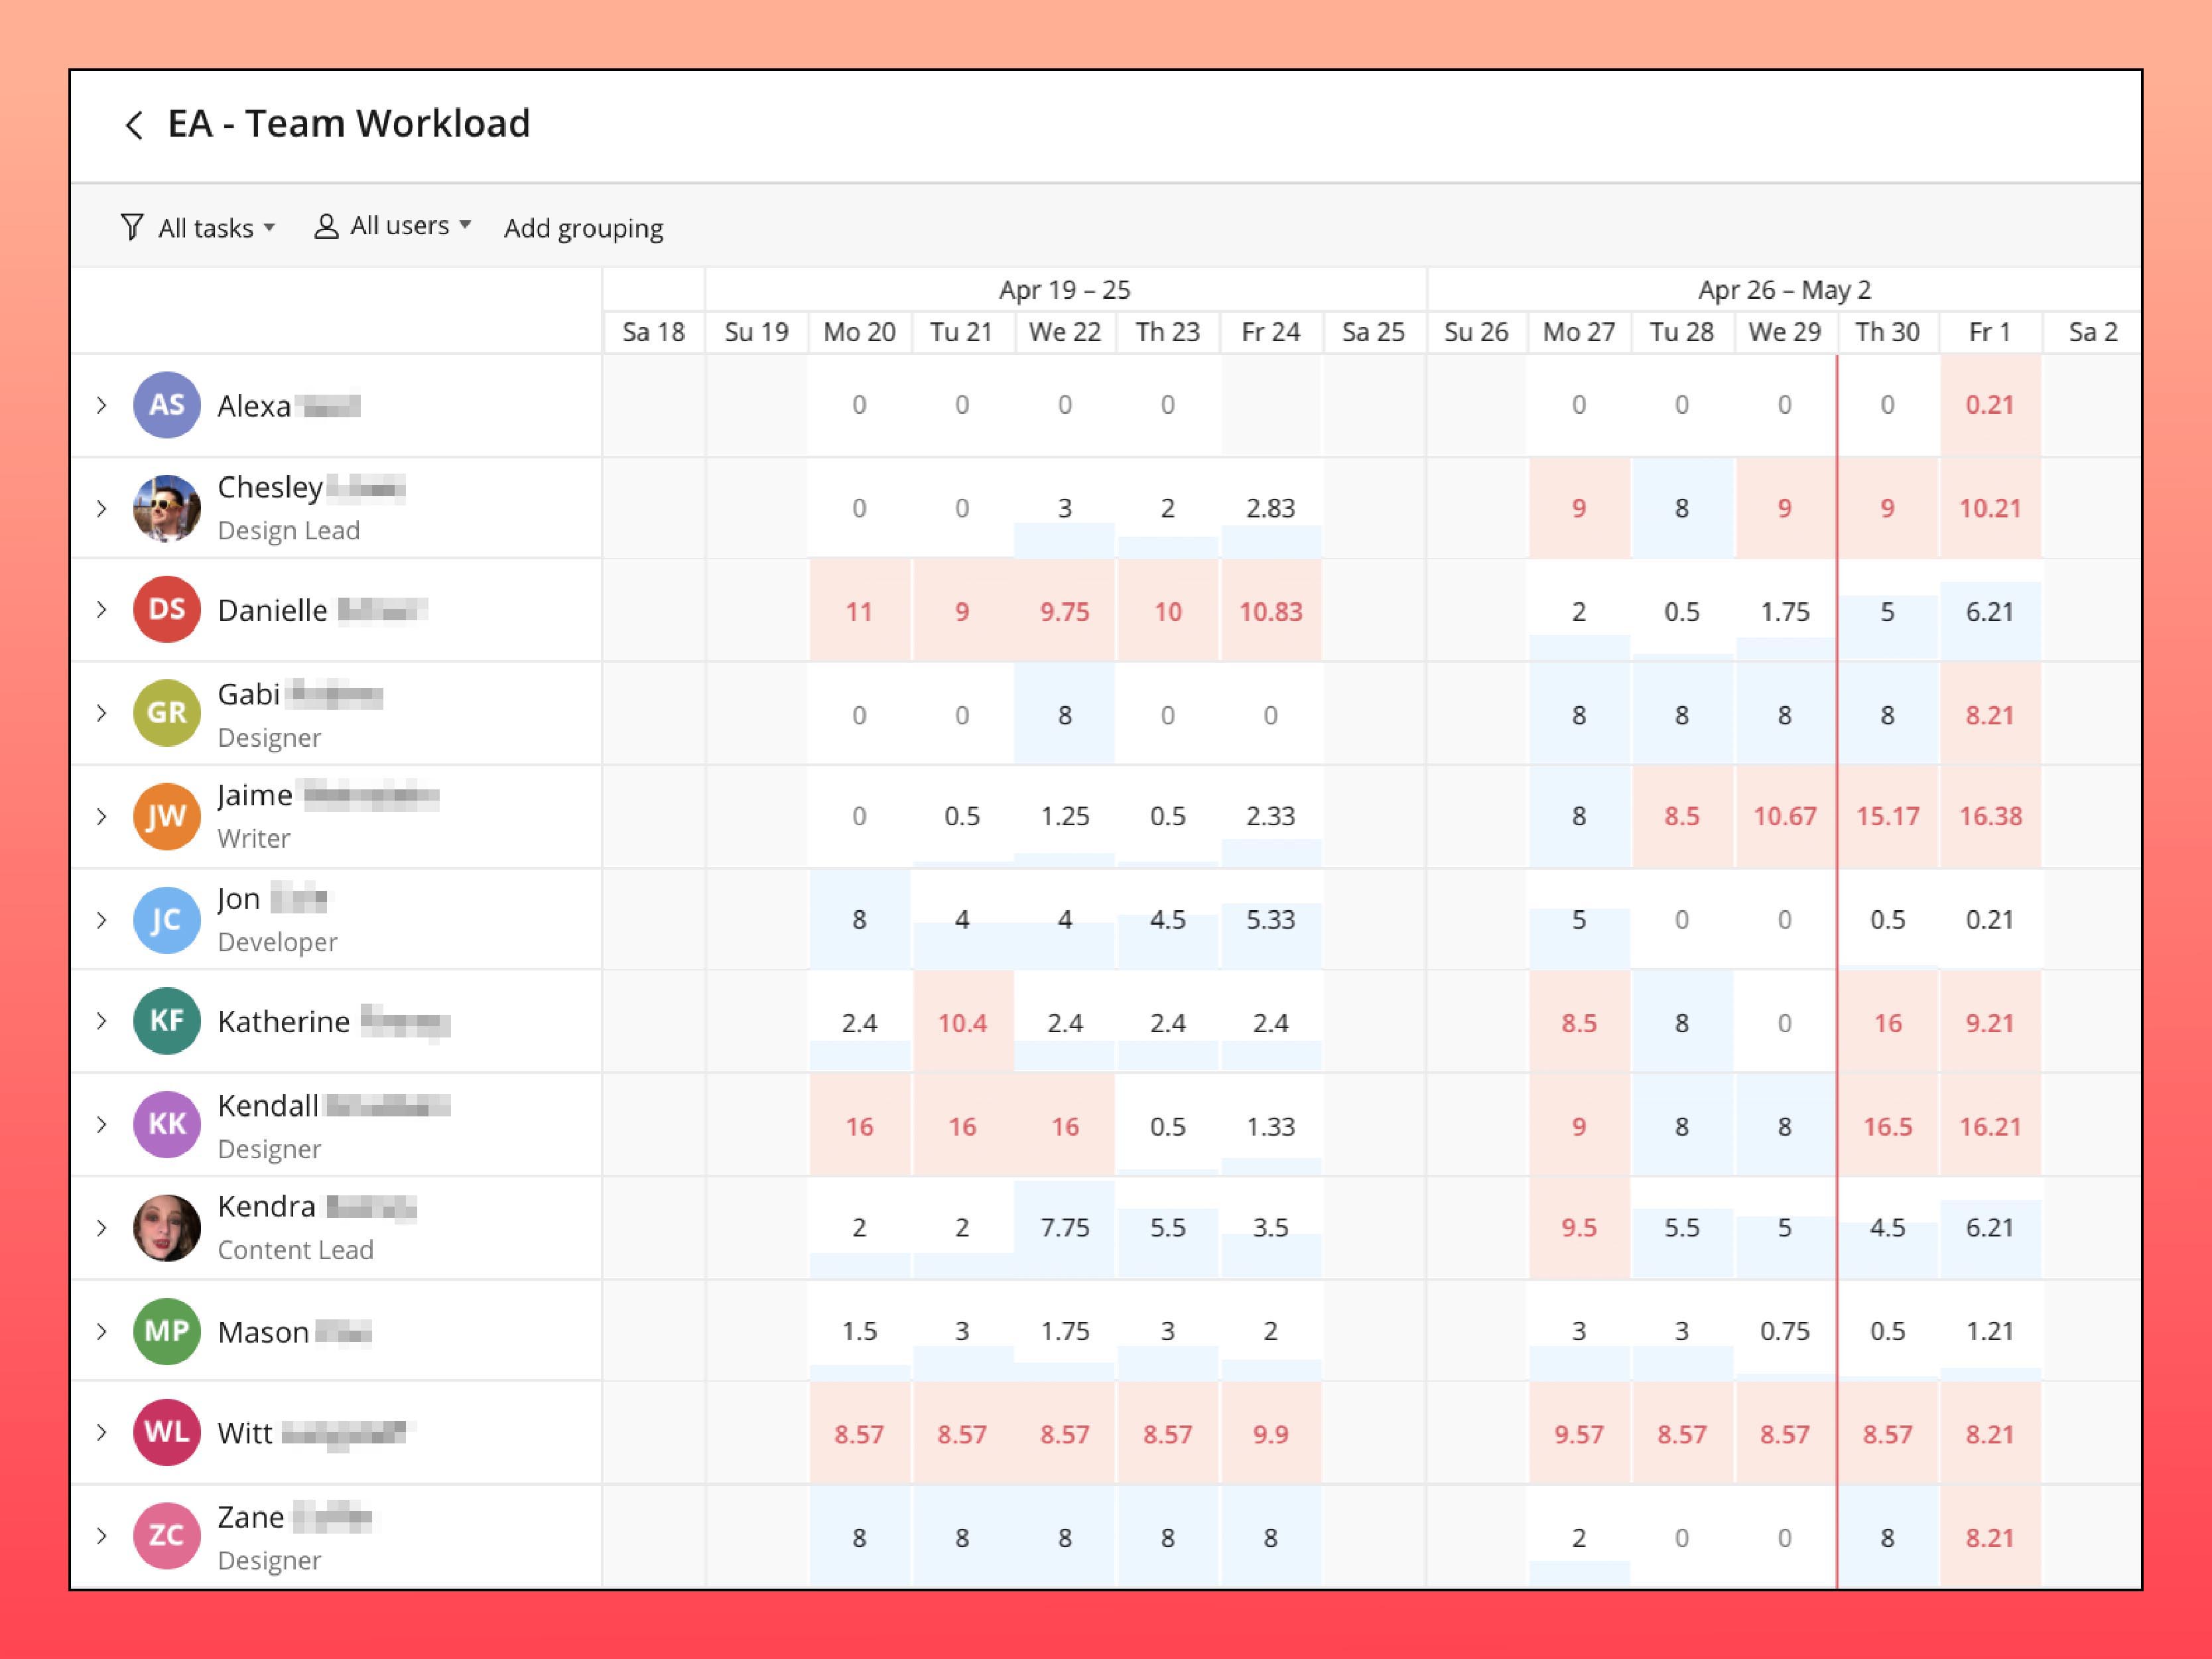 EA - Team Workload
All tasks All users Add grouping
Apr 19 – 25 Apr 26 – May 2
Sa 18 Su 19 Mo 20 Tu 21 We 22 Th 23 Fr 24 Sa 25 Su 26 Mo 27 Tu 28 We 29 Th 30 Fr 1 Sa 2
AS Alexa 0 0 0 0 0 0 0 0 0.21
Chesley
Design Lead
0 0 3 2 2.83 9 8 9 9 10.21
DS Danielle 11 9 9.75 10 10.83 2 0.5 1.75 5 6.21
GR Gabi
Designer
0 0 8 0 0 8 8 8 8 8.21
JW Jaime
Writer
0 0.5 1.25 0.5 2.33 8 8.5 10.67 15.17 16.38
JC Jon
Developer
8 4 4 4.5 5.33 5 0 0 0.5 0.21
KF Katherine 2.4 10.4 2.4 2.4 2.4 8.5 8 0 16 9.21
KK Kendall
Designer
16 16 16 0.5 1.33 9 8 8 16.5 16.21
Kendra
Content Lead
2 2 7.75 5.5 3.5 9.5 5.5 5 4.5 6.21
MP Mason 1.5 3 1.75 3 2 3 3 0.75 0.5 1.21
WL Witt 8.57 8.57 8.57 8.57 9.9 9.57 8.57 8.57 8.57 8.21
ZC Zane
Designer
8 8 8 8 8 2 0 0 8 8.21